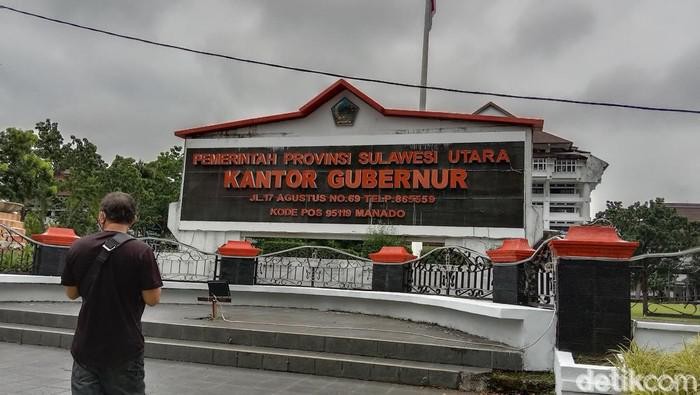 PEMERINTAH PROVINSI SULAWESI UTARA
KANTOR GUBERNUR
JL.17 AGUSTUS NO.69 TELP.865559
KODE POS 95119 MANADO
detikcom